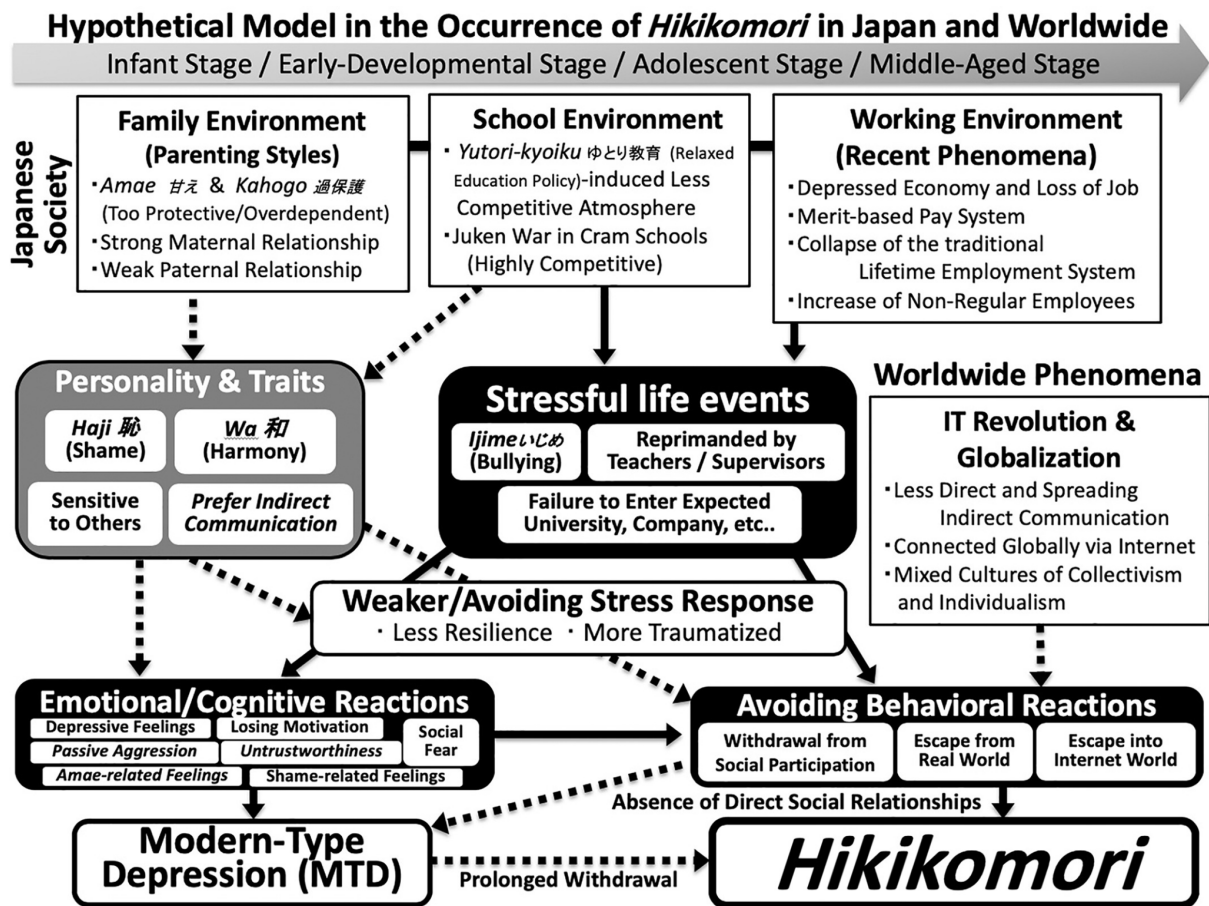 Hypothetical Model in the Occurrence of Hikikomori in Japan and Worldwide
Infant Stage / Early-Developmental Stage / Adolescent Stage / Middle-Aged Stage
Japanese
Society
Family Environment
(Parenting Styles)
・Amae 甘え & Kahogo 過保護
(Too Protective/Overdependent)
・Strong Maternal Relationship
・Weak Paternal Relationship
School Environment
・Yutori-kyoiku ゆとり教育 (Relaxed
Education Policy)-induced Less
Competitive Atmosphere
・Juken War in Cram Schools
(Highly Competitive)
Working Environment
(Recent Phenomena)
・Depressed Economy and Loss of Job
・Merit-based Pay System
・Collapse of the traditional
Lifetime Employment System
・Increase of Non-Regular Employees
Personality & Traits
Haji 恥
(Shame)
Wa 和
(Harmony)
Sensitive
to Others
Prefer Indirect
Communication
Stressful life events
Ijimeいじめ
(Bullying)
Reprimanded by
Teachers / Supervisors
Failure to Enter Expected
University, Company, etc..
Worldwide Phenomena
IT Revolution &
Globalization
・Less Direct and Spreading
Indirect Communication
・Connected Globally via Internet
・Mixed Cultures of Collectivism
and Individualism
Weaker/Avoiding Stress Response
・Less Resilience ・More Traumatized
Emotional/Cognitive Reactions
Depressive Feelings
Losing Motivation
Social
Fear
Passive Aggression
Untrustworthiness
Amae-related Feelings
Shame-related Feelings
Avoiding Behavioral Reactions
Withdrawal from
Social Participation
Escape from
Real World
Escape into
Internet World
Absence of Direct Social Relationships
Modern-Type
Depression (MTD)
Prolonged Withdrawal
Hikikomori